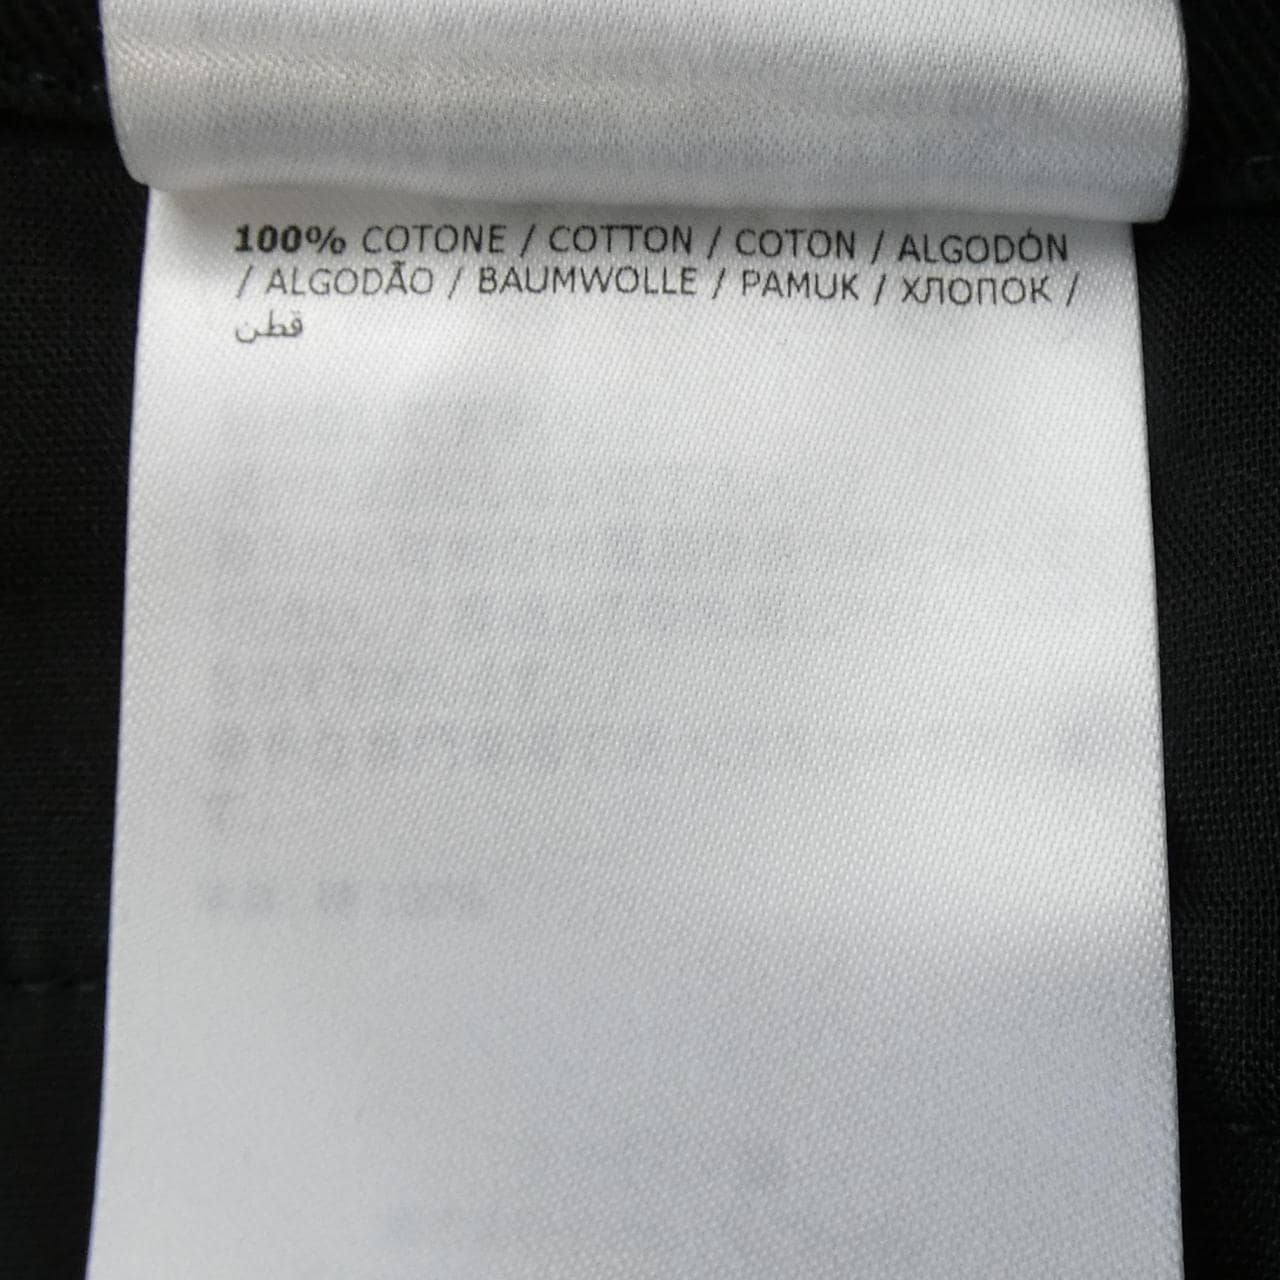 100% COTONE / COTTON / COTON / ALGODÓN
/ ALGODÃO / BAUMWOLLE / PAMUK / ХЛОПОК /
قطن